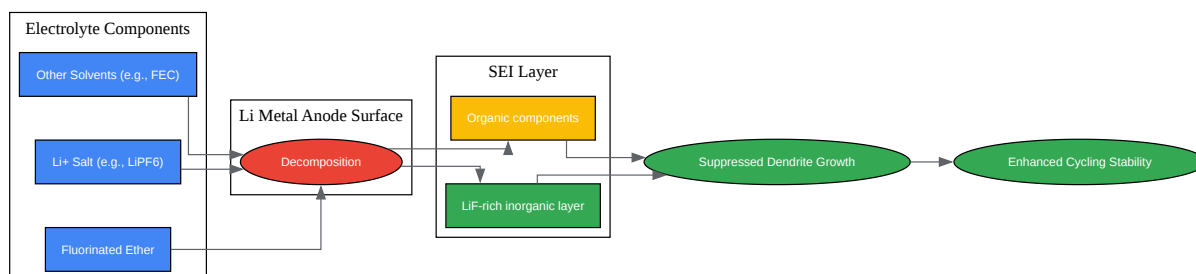 Electrolyte Components
Other Solvents (e.g., FEC)
Li+ Salt (e.g., LiPF6)
Fluorinated Ether
Li Metal Anode Surface
Decomposition
SEI Layer
Organic components
LiF-rich inorganic layer
Suppressed Dendrite Growth
Enhanced Cycling Stability